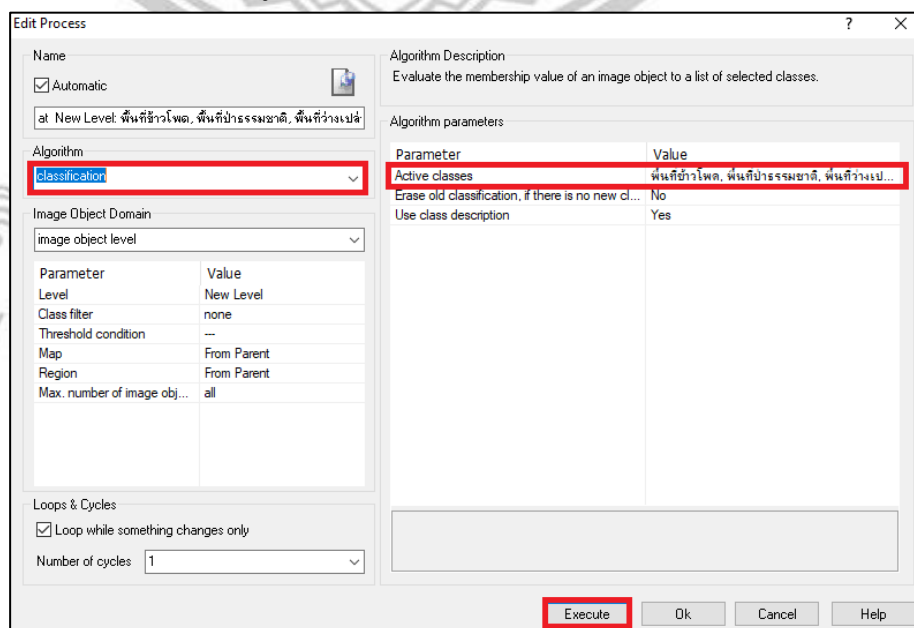 Edit Process ? X
Name
Automatic
at New Level: พื้นที่ข้าวโพด, พื้นที่ป่าธรรมชาติ, พื้นที่ว่างเปล่
Algorithm
classification
Image Object Domain
image object level
Parameter Value
Level New Level
Class filter none
Threshold condition ---
Map From Parent
Region From Parent
Max. number of image obj... all
Loops & Cycles
Loop while something changes only
Number of cycles 1
Algorithm Description
Evaluate the membership value of an image object to a list of selected classes.
Algorithm parameters
Parameter Value
Active classes พื้นที่ข้าวโพด, พื้นที่ป่าธรรมชาติ, พื้นที่ว่างเป...
Erase old classification, if there is no new cl... No
Use class description Yes
Execute Ok Cancel Help